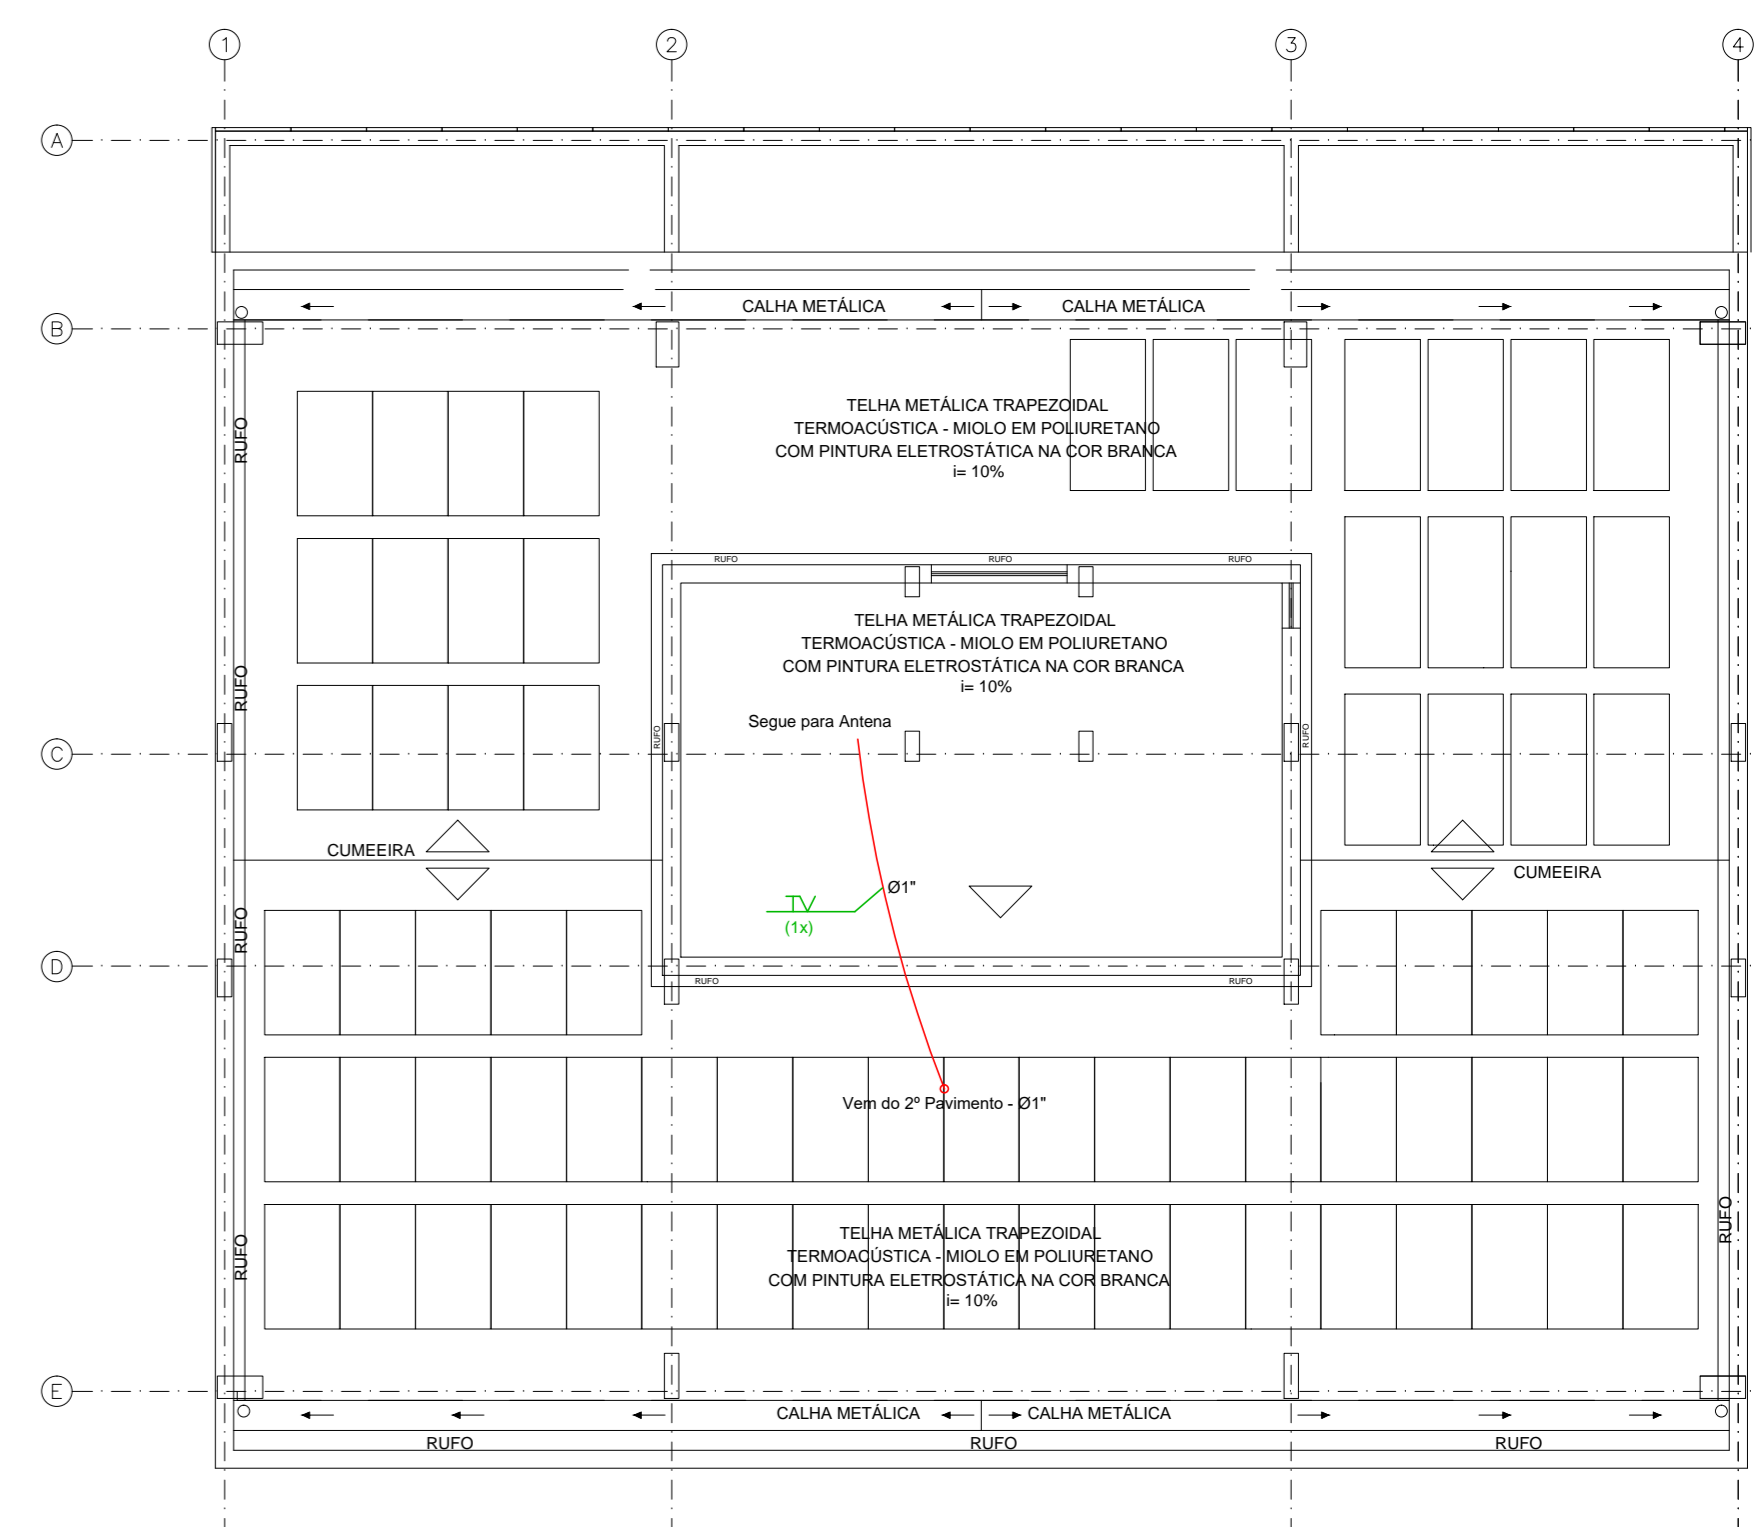 1 2 3 4
A
CALHA METÁLICA CALHA METÁLICA
B
TELHA METÁLICA TRAPEZOIDAL
TERMOACÚSTICA - MIOLO EM POLIURETANO
COM PINTURA ELETROSTÁTICA NA COR BRANCA
i= 10%
RUFO
RUFO RUFO RUFO
TELHA METÁLICA TRAPEZOIDAL
TERMOACÚSTICA - MIOLO EM POLIURETANO
COM PINTURA ELETROSTÁTICA NA COR BRANCA
i= 10%
RUFO
Segue para Antena
RUFO
RUFO
C
CUMEEIRA
CUMEEIRA
Ø1"
TV
(1x)
RUFO
D
RUFO RUFO
Vem do 2º Pavimento - Ø1"
TELHA METÁLICA TRAPEZOIDAL
TERMOACÚSTICA - MIOLO EM POLIURETANO
COM PINTURA ELETROSTÁTICA NA COR BRANCA
i= 10%
RUFO
RUFO
E
CALHA METÁLICA CALHA METÁLICA
RUFO RUFO RUFO